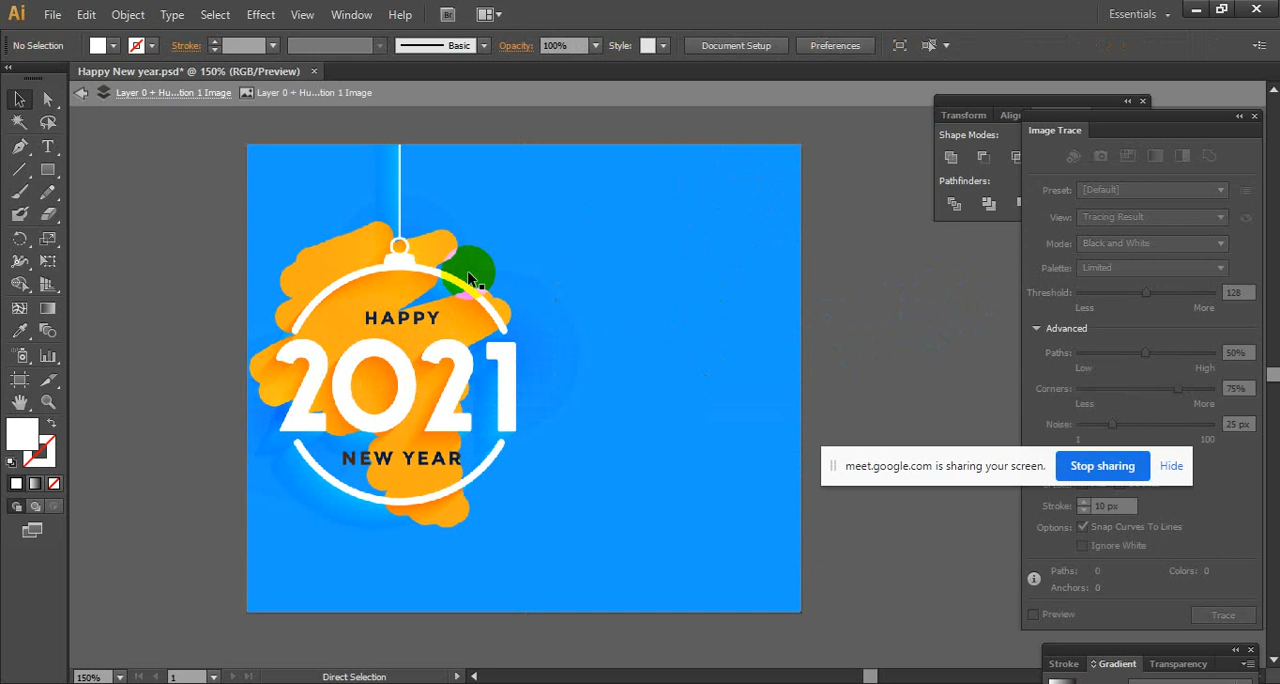 Ai File Edit Object Type Select Effect View Window Help Br Essentials
No Selection Stroke: Basic Opacity: 100% Style: Document Setup Preferences
Happy New year.psd* @ 150% (RGB/Preview)
Layer 0 + Hu...tion 1 Image Layer 0 + Hu...tion 1 Image
Transform
Image Trace
Shape Modes:
Pathfinders:
Preset: [Default]
View: Tracing Result
Mode: Black and White
Palette: Limited
Threshold: 128
Less More
Advanced
Paths: 50%
Low High
Corners: 75%
Less More
Noise: 25 px
1 100
HAPPY
2021
NEW YEAR
meet.google.com is sharing your screen. Stop sharing Hide
Stroke: 10 px
Options: Snap Curves To Lines
Ignore White
Paths: 0 Colors: 0
Anchors: 0
Preview Trace
Stroke Gradient Transparency
150% 1 Direct Selection